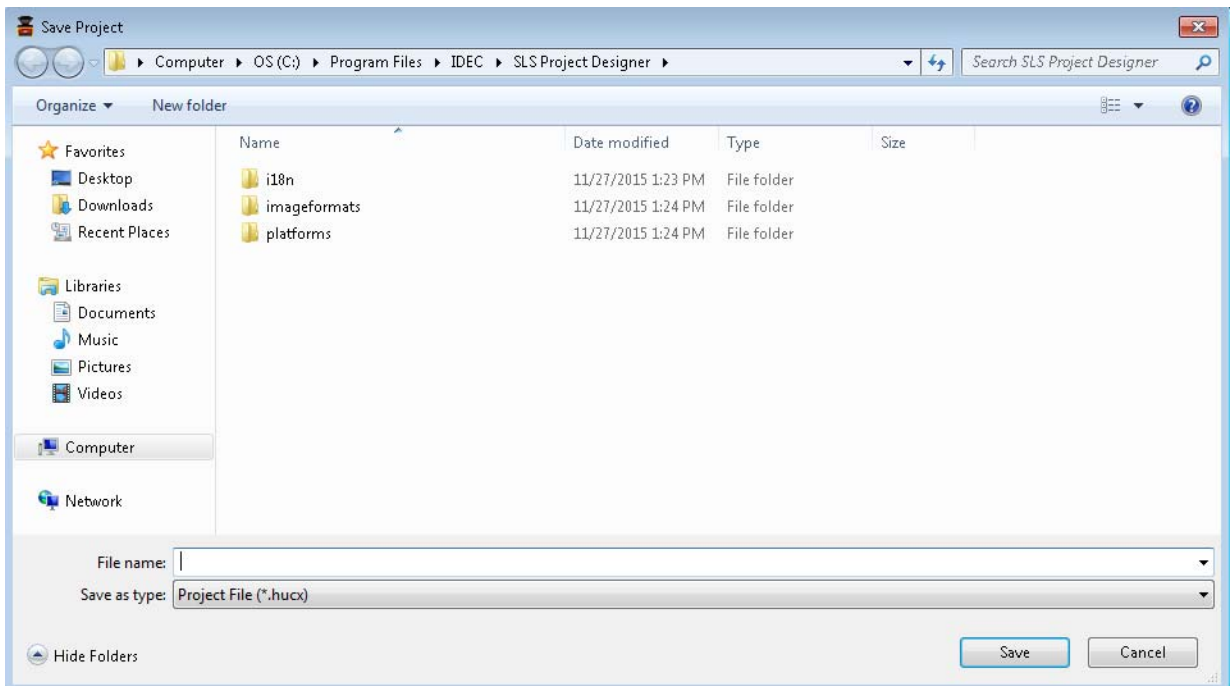 Save Project
Computer ▸ OS (C:) ▸ Program Files ▸ IDEC ▸ SLS Project Designer ▸
Search SLS Project Designer
Organize New folder
Favorites
Desktop
Downloads
Recent Places
Libraries
Documents
Music
Pictures
Videos
Computer
Network
Name Date modified Type Size
i18n 11/27/2015 1:23 PM File folder
imageformats 11/27/2015 1:24 PM File folder
platforms 11/27/2015 1:24 PM File folder
File name:
Save as type: Project File (*.hucx)
Hide Folders
Save Cancel